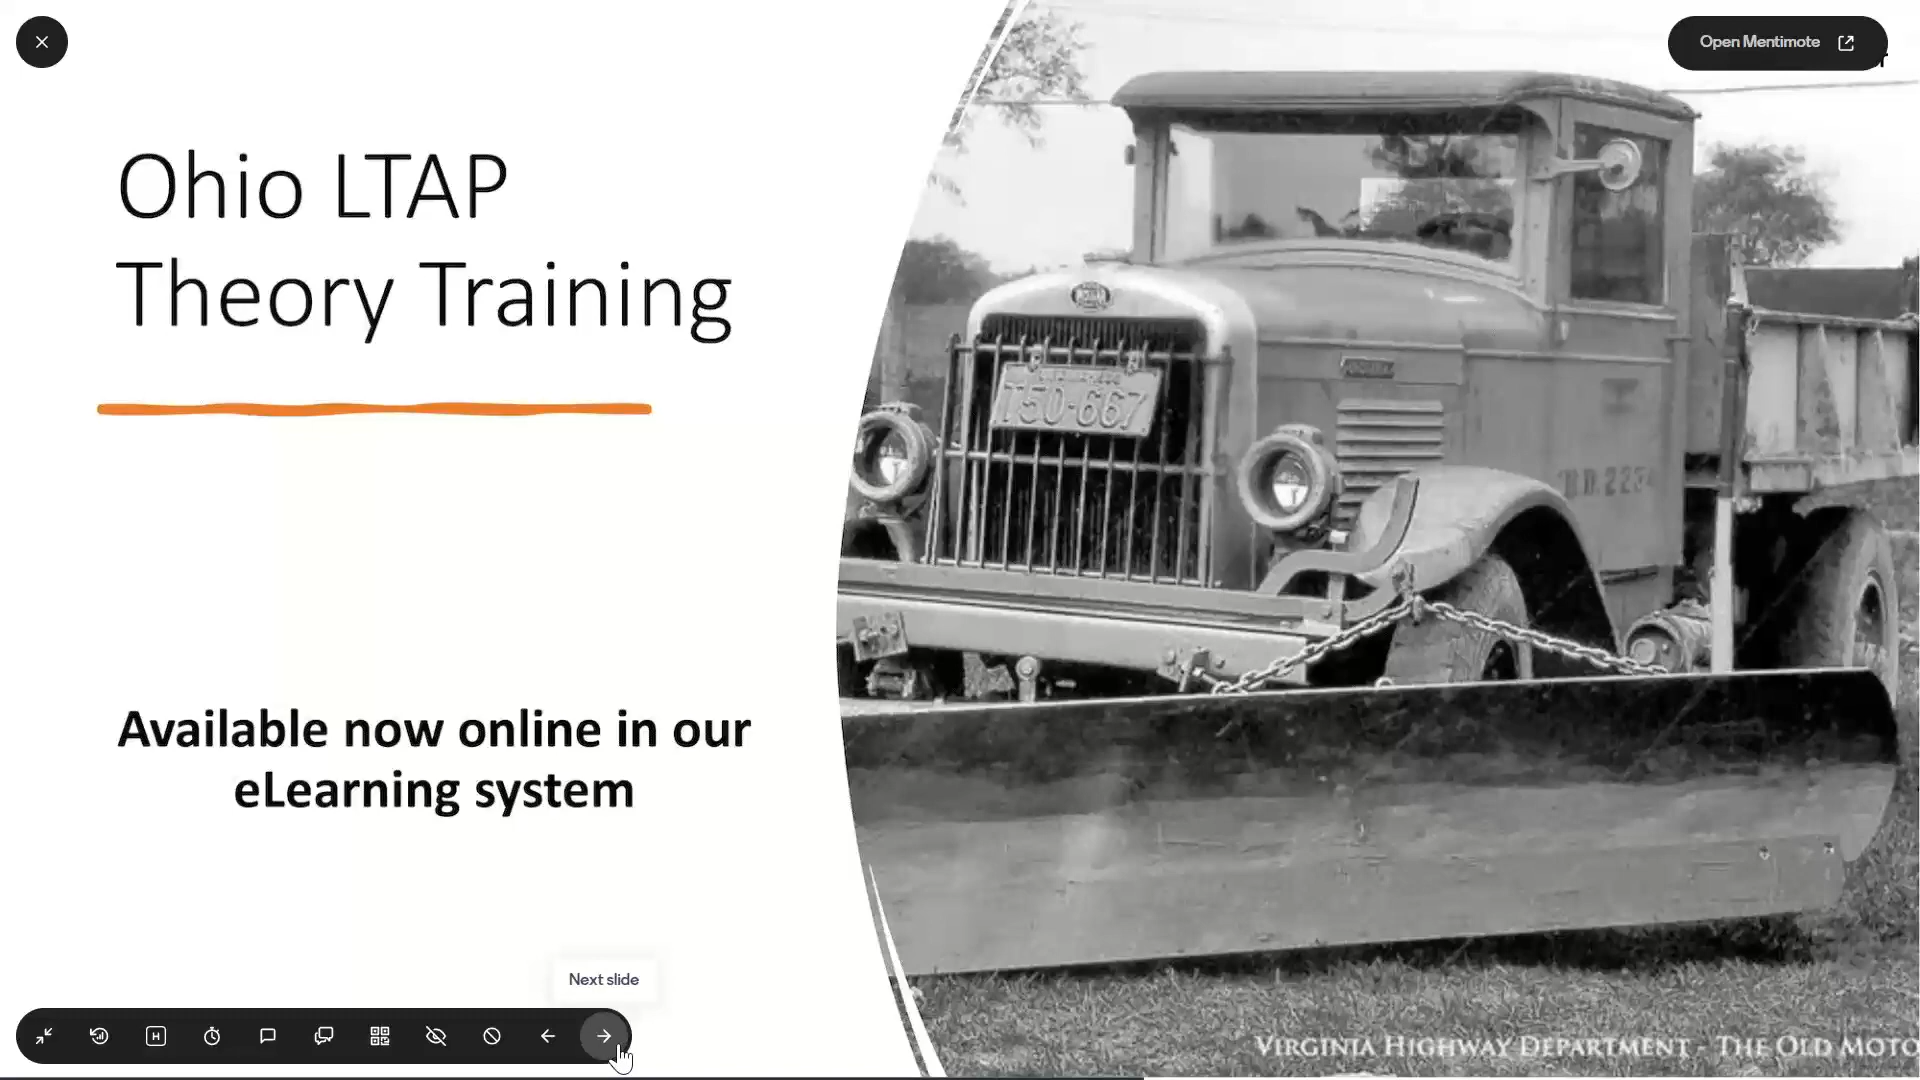 Open Mentimote
Ohio LTAP
Theory Training
T50-667
Available now online in our
eLearning system
Next slide
VIRGINIA HIGHWAY DEPARTMENT - THE OLD MOTO